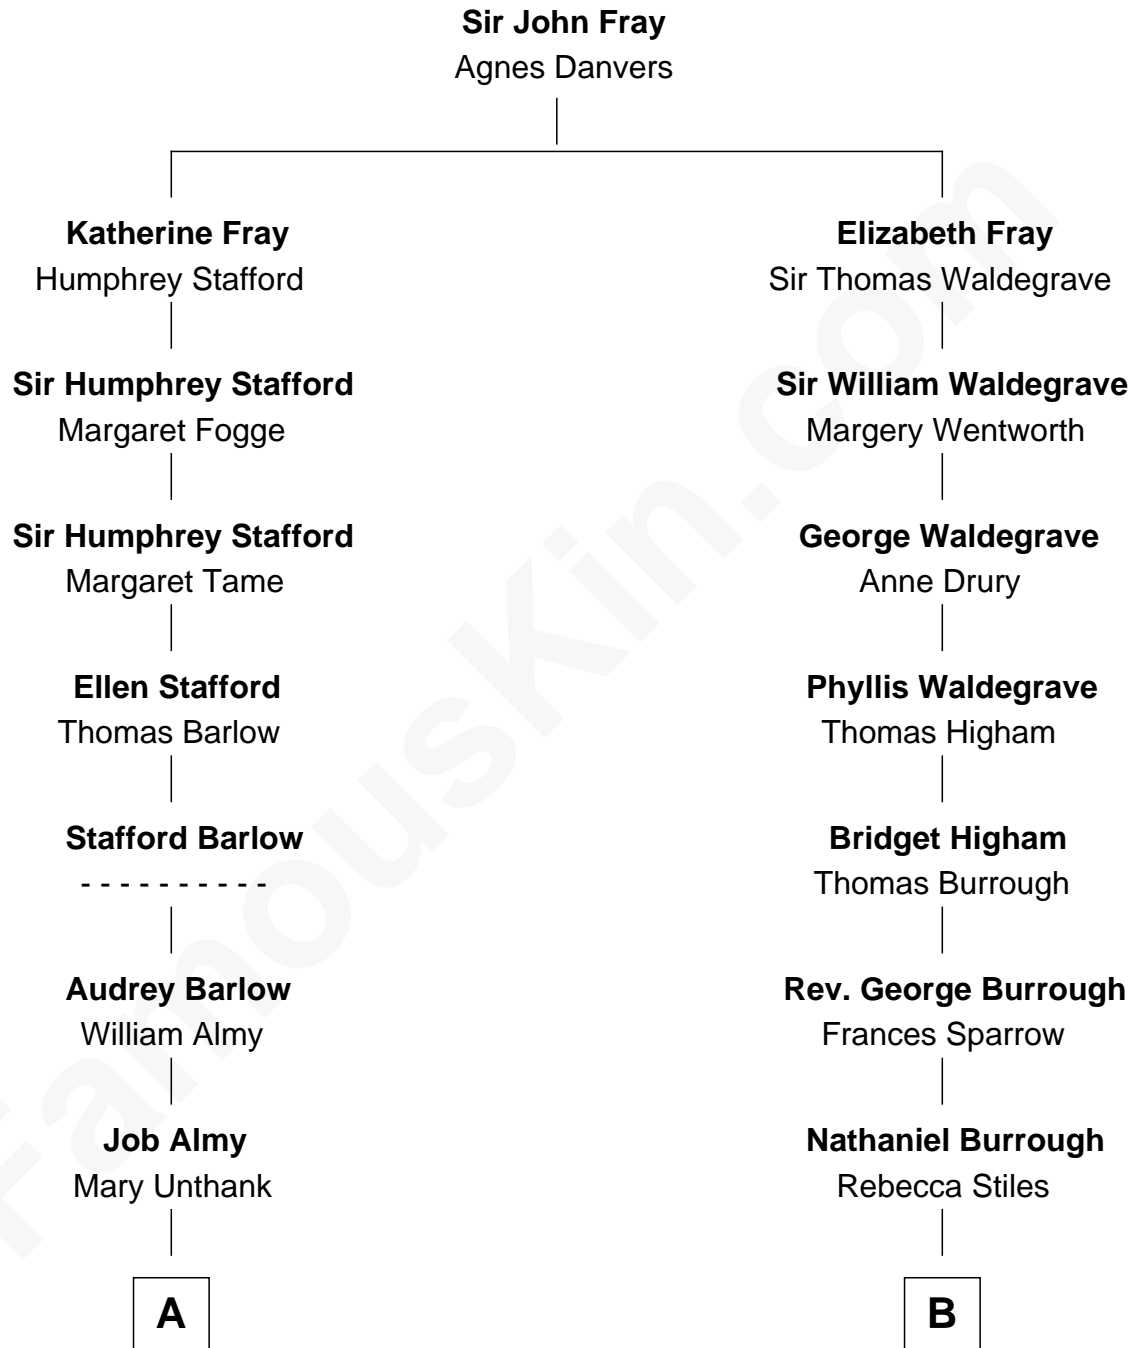 Sir John Fray
Agnes Danvers
Katherine Fray
Humphrey Stafford
Elizabeth Fray
Sir Thomas Waldegrave
Sir Humphrey Stafford
Margaret Fogge
Sir William Waldegrave
Margery Wentworth
Sir Humphrey Stafford
Margaret Tame
George Waldegrave
Anne Drury
Ellen Stafford
Thomas Barlow
Phyllis Waldegrave
Thomas Higham
Stafford Barlow
- - - - - - - - - -
Bridget Higham
Thomas Burrough
Audrey Barlow
William Almy
Rev. George Burrough
Frances Sparrow
Job Almy
Mary Unthank
Nathaniel Burrough
Rebecca Stiles
A
B
FamousKin.com